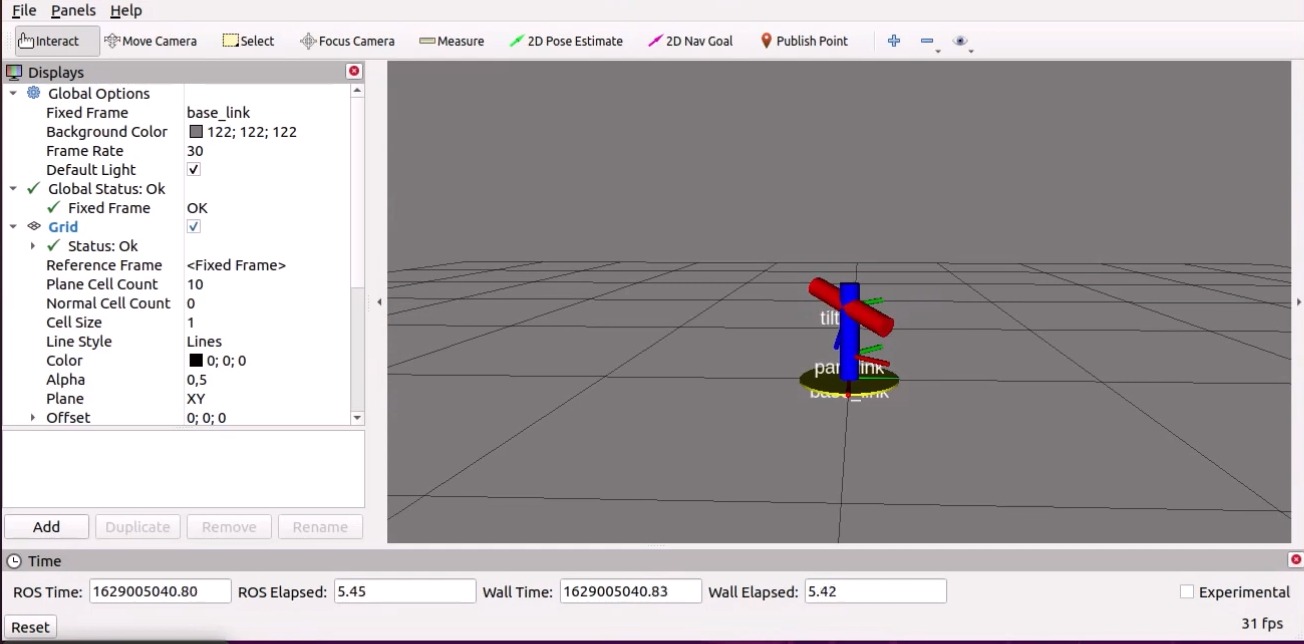 File Panels Help
Interact Move Camera Select Focus Camera Measure 2D Pose Estimate 2D Nav Goal Publish Point
Displays
Global Options
Fixed Frame base_link
Background Color 122; 122; 122
Frame Rate 30
Default Light
Global Status: Ok
Fixed Frame OK
Grid
Status: Ok
Reference Frame <Fixed Frame>
Plane Cell Count 10
Normal Cell Count 0
Cell Size 1
Line Style Lines
Color 0; 0; 0
Alpha 0,5
Plane XY
Offset 0; 0; 0
Add Duplicate Remove Rename
tilt
pan_link
base_link
Time
ROS Time: 1629005040.80 ROS Elapsed: 5.45 Wall Time: 1629005040.83 Wall Elapsed: 5.42 Experimental
Reset 31 fps